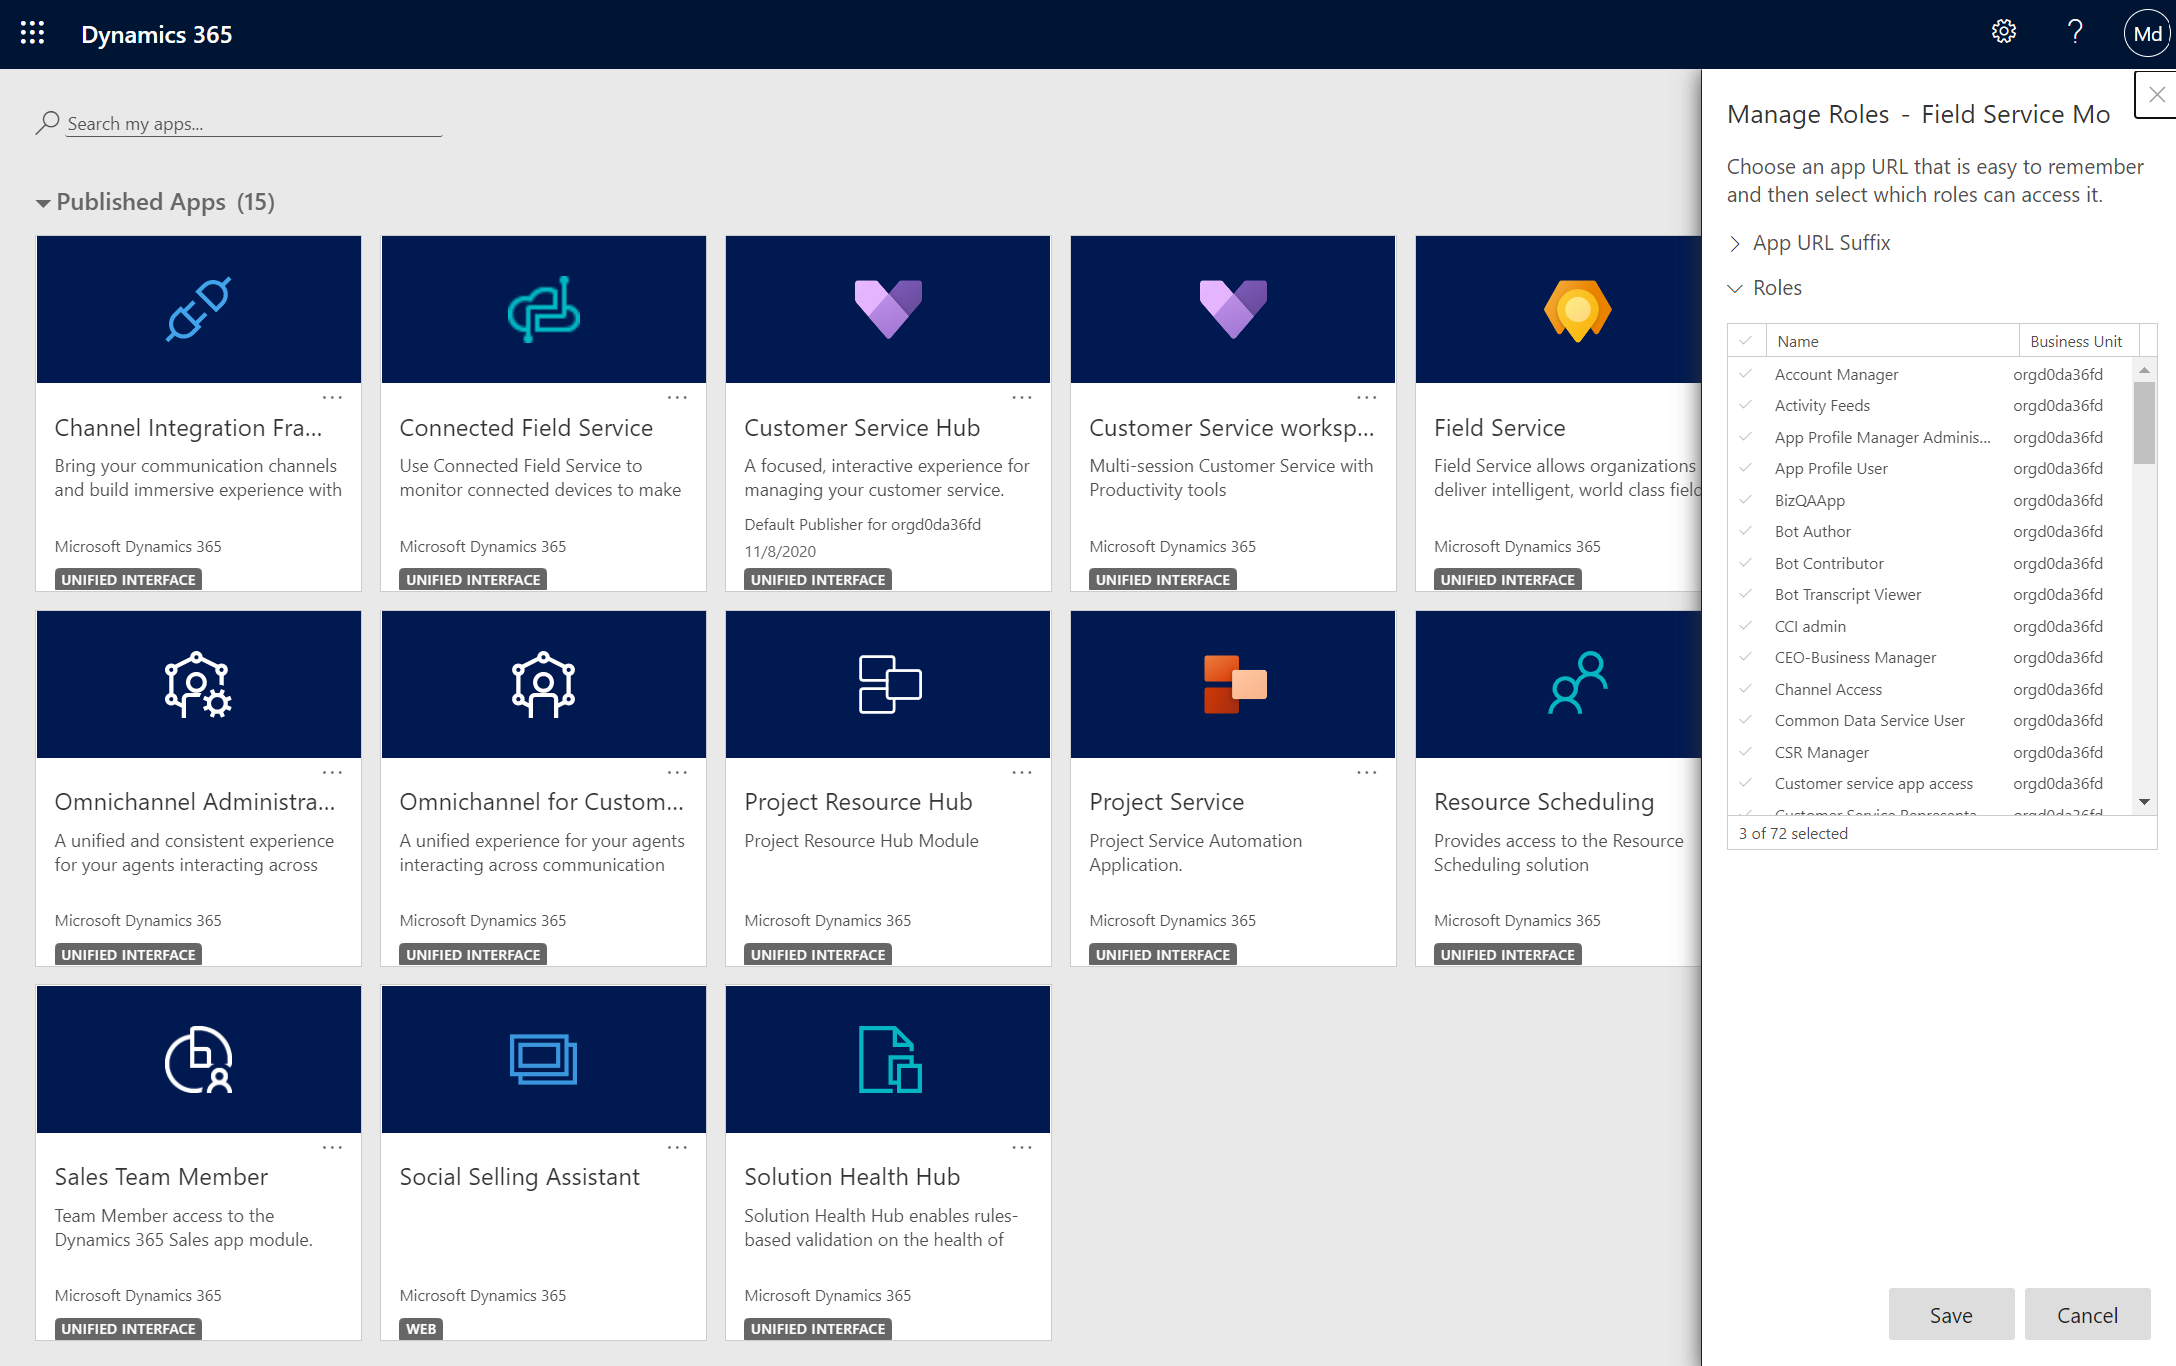 Dynamics 365
?
Md
Search my apps...
Published Apps (15)
Channel Integration Fra...
Bring your communication channels
and build immersive experience with
Microsoft Dynamics 365
UNIFIED INTERFACE
Connected Field Service
Use Connected Field Service to
monitor connected devices to make
Microsoft Dynamics 365
UNIFIED INTERFACE
Customer Service Hub
A focused, interactive experience for
managing your customer service.
Default Publisher for orgd0da36fd
11/8/2020
UNIFIED INTERFACE
Customer Service worksp...
Multi-session Customer Service with
Productivity tools
Microsoft Dynamics 365
UNIFIED INTERFACE
Field Service
Field Service allows organizations
deliver intelligent, world class field
Microsoft Dynamics 365
UNIFIED INTERFACE
Omnichannel Administra...
A unified and consistent experience
for your agents interacting across
Microsoft Dynamics 365
UNIFIED INTERFACE
Omnichannel for Custom...
A unified experience for your agents
interacting across communication
Microsoft Dynamics 365
UNIFIED INTERFACE
Project Resource Hub
Project Resource Hub Module
Microsoft Dynamics 365
UNIFIED INTERFACE
Project Service
Project Service Automation
Application.
Microsoft Dynamics 365
UNIFIED INTERFACE
Resource Scheduling
Provides access to the Resource
Scheduling solution
Microsoft Dynamics 365
UNIFIED INTERFACE
Sales Team Member
Team Member access to the
Dynamics 365 Sales app module.
Microsoft Dynamics 365
UNIFIED INTERFACE
Social Selling Assistant
Microsoft Dynamics 365
WEB
Solution Health Hub
Solution Health Hub enables rules-
based validation on the health of
Microsoft Dynamics 365
UNIFIED INTERFACE
Manage Roles - Field Service Mo
Choose an app URL that is easy to remember
and then select which roles can access it.
App URL Suffix
Roles
Name Business Unit
Account Manager orgd0da36fd
Activity Feeds orgd0da36fd
App Profile Manager Adminis... orgd0da36fd
App Profile User orgd0da36fd
BizQAApp orgd0da36fd
Bot Author orgd0da36fd
Bot Contributor orgd0da36fd
Bot Transcript Viewer orgd0da36fd
CCI admin orgd0da36fd
CEO-Business Manager orgd0da36fd
Channel Access orgd0da36fd
Common Data Service User orgd0da36fd
CSR Manager orgd0da36fd
Customer service app access orgd0da36fd
Customer Service Representa orgd0da36fd
3 of 72 selected
Save
Cancel